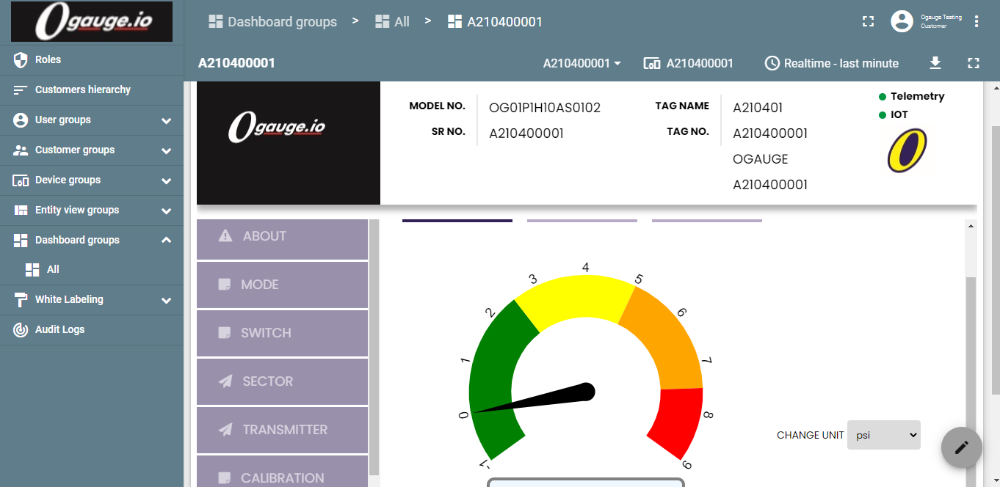 Ogauge.io
Dashboard groups > All > A210400001
Ogauge Testing
Customer
A210400001
A210400001
A210400001
Realtime - last minute
Roles
Customers hierarchy
User groups
Customer groups
Device groups
Entity view groups
Dashboard groups
All
White Labeling
Audit Logs
Ogauge.io
MODEL NO. OG01P1H10AS0102
SR NO. A210400001
TAG NAME A210401
TAG NO. A210400001
OGAUGE
A210400001
Telemetry
IOT
ABOUT
MODE
SWITCH
SECTOR
TRANSMITTER
CALIBRATION
-1
0
1
2
3
4
5
6
7
8
9
CHANGE UNIT psi